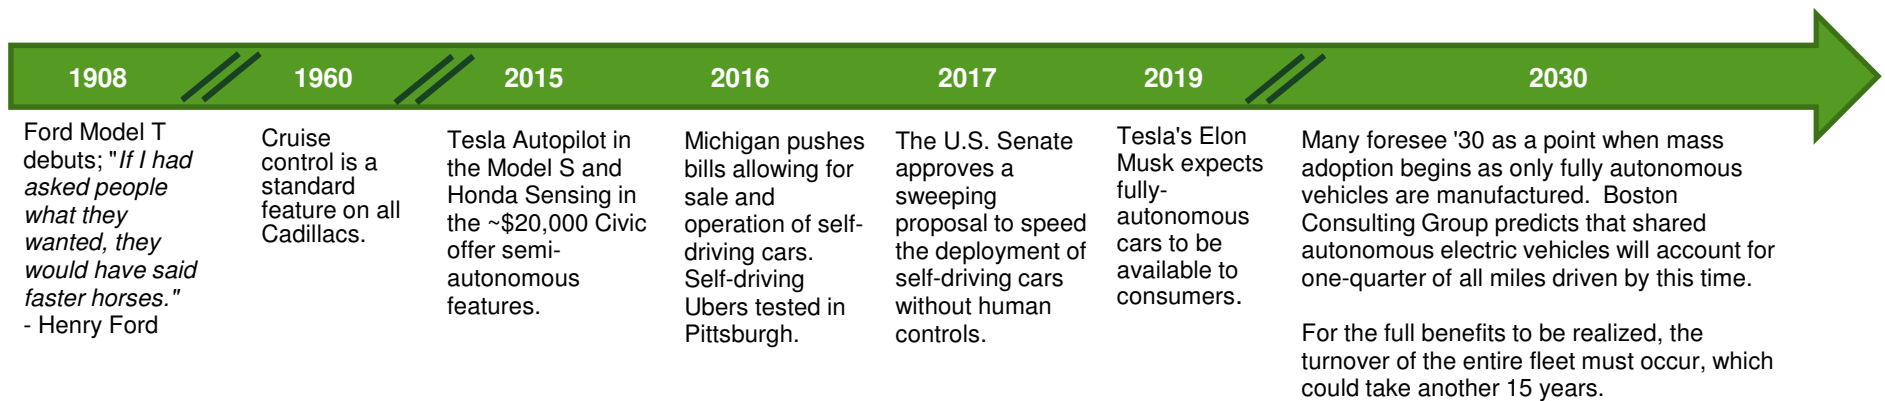 1908
1960
2015
2016
2017
2019
2030
Ford Model T
debuts; "If I had
asked people
what they
wanted, they
would have said
faster horses."
- Henry Ford
Cruise
control is a
standard
feature on all
Cadillacs.
Tesla Autopilot in
the Model S and
Honda Sensing in
the ~$20,000 Civic
offer semi-
autonomous
features.
Michigan pushes
bills allowing for
sale and
operation of self-
driving cars.
Self-driving
Ubers tested in
Pittsburgh.
The U.S. Senate
approves a
sweeping
proposal to speed
the deployment of
self-driving cars
without human
controls.
Tesla's Elon
Musk expects
fully-
autonomous
cars to be
available to
consumers.
Many foresee '30 as a point when mass
adoption begins as only fully autonomous
vehicles are manufactured.  Boston
Consulting Group predicts that shared
autonomous electric vehicles will account for
one-quarter of all miles driven by this time.
For the full benefits to be realized, the
turnover of the entire fleet must occur, which
could take another 15 years.